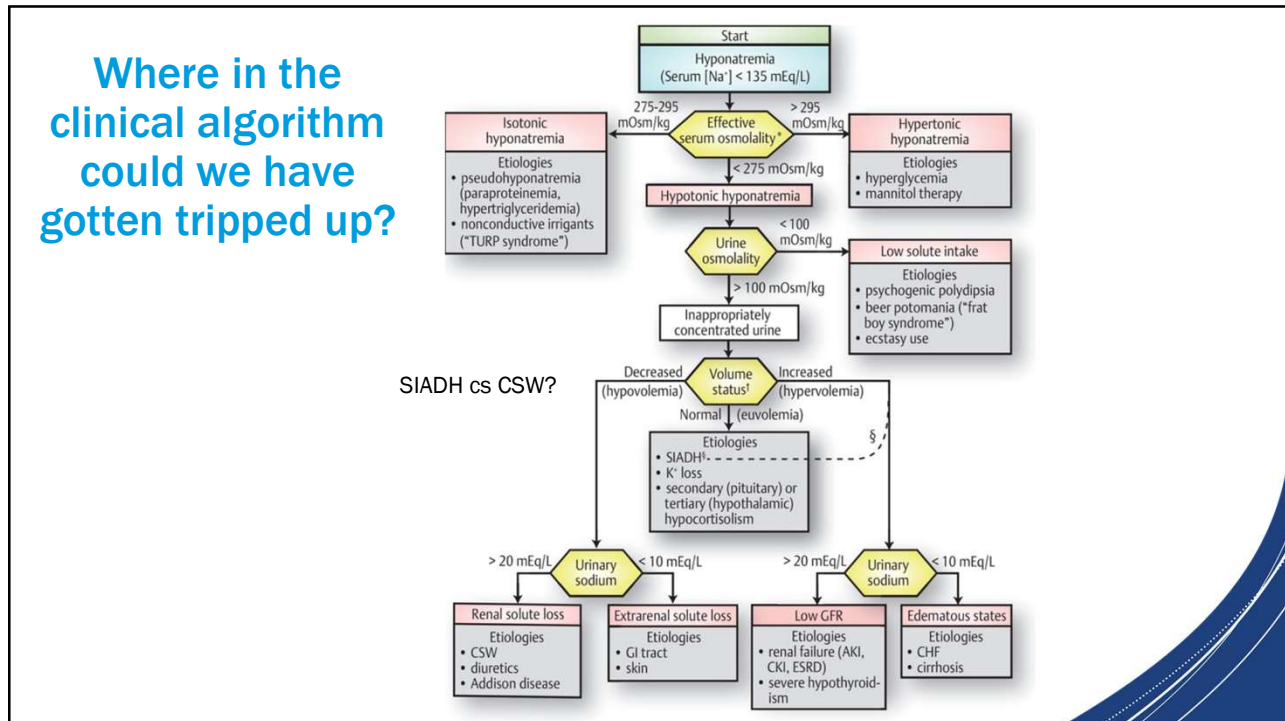 Where in the
clinical algorithm
could we have
gotten tripped up?
Start
Hyponatremia
(Serum [Na⁺] < 135 mEq/L)
275-295
mOsm/kg
Effective
serum osmolality*
> 295
mOsm/kg
Isotonic
hyponatremia
Etiologies
• pseudohyponatremia
(paraproteinemia,
hypertriglyceridemia)
• nonconductive irrigants
("TURP syndrome")
Hypertonic
hyponatremia
Etiologies
• hyperglycemia
• mannitol therapy
< 275 mOsm/kg
Hypotonic hyponatremia
Urine
osmolality
< 100
mOsm/kg
Low solute intake
Etiologies
• psychogenic polydipsia
• beer potomania ("frat
boy syndrome")
• ecstasy use
> 100 mOsm/kg
Inappropriately
concentrated urine
SIADH cs CSW?
Decreased
(hypovolemia)
Volume
status†
Increased
(hypervolemia)
Normal
(euvolemia)
§
Etiologies
• SIADH§
• K⁺ loss
• secondary (pituitary) or
tertiary (hypothalamic)
hypocortisolism
> 20 mEq/L
Urinary
sodium
< 10 mEq/L
Renal solute loss
Etiologies
• CSW
• diuretics
• Addison disease
Extrarenal solute loss
Etiologies
• GI tract
• skin
> 20 mEq/L
Urinary
sodium
< 10 mEq/L
Low GFR
Etiologies
• renal failure (AKI,
CKI, ESRD)
• severe hypothyroid-
ism
Edematous states
Etiologies
• CHF
• cirrhosis